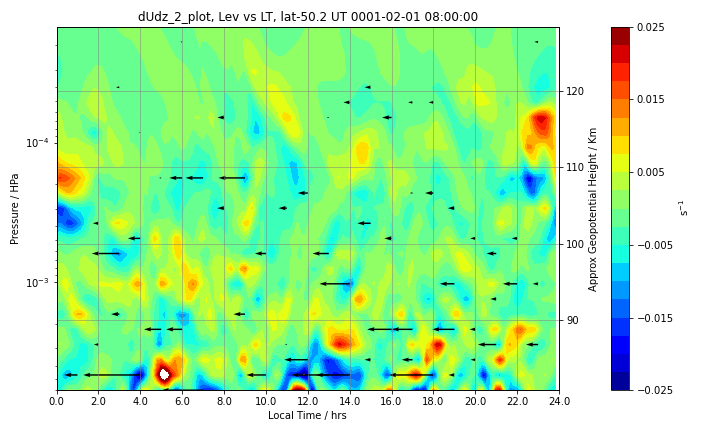 dUdz_2_plot, Lev vs LT, lat-50.2 UT 0001-02-01 08:00:00
Pressure / HPa
10⁻⁴
10⁻³
0.0 2.0 4.0 6.0 8.0 10.0 12.0 14.0 16.0 18.0 20.0 22.0 24.0
Local Time / hrs
120
110
100
90
Approx Geopotential Height / Km
0.025
0.015
0.005
−0.005
−0.015
−0.025
s⁻¹